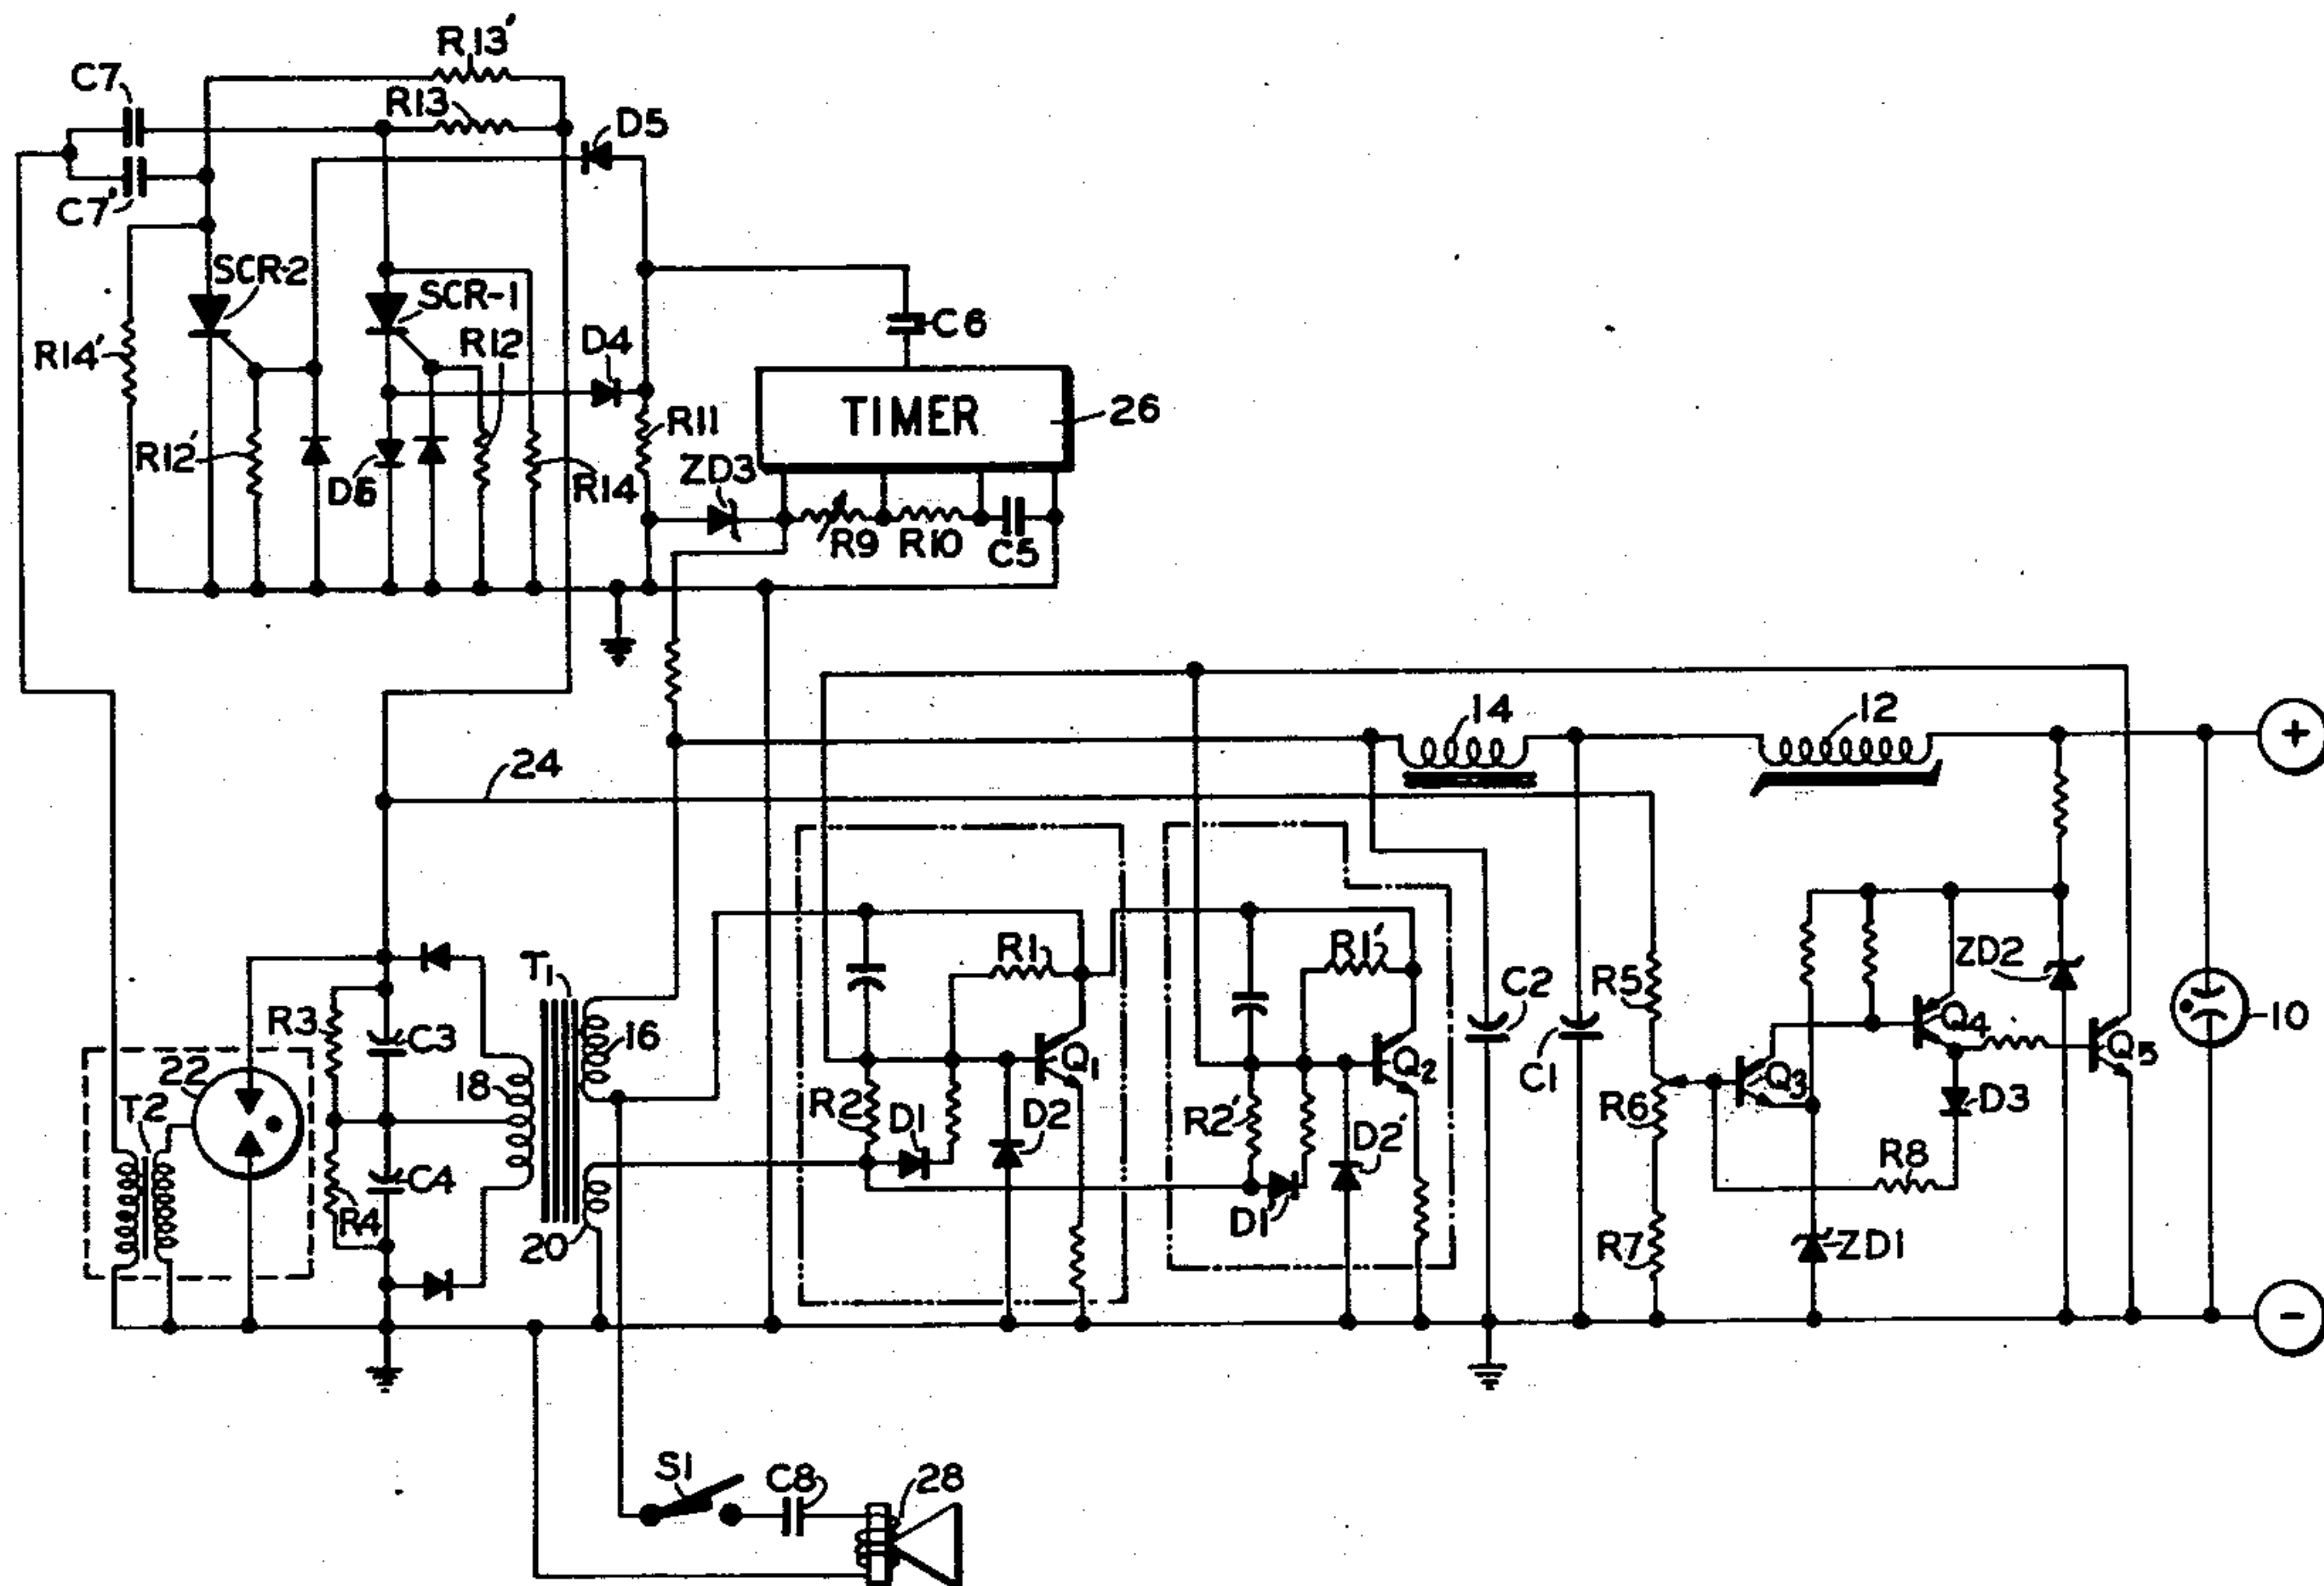 R13'
C7
R13
D5
C7'
SCR-2
SCR-1
C6
R14'
R12
D4
TIMER
26
R11
R12'
D6
R14
ZD3
R9
R10
C5
14
12
+
24
T1
R1
R1'
C2
R5
ZD2
10
R3
C3
16
Q1
Q2
C1
Q3
Q4
Q5
22
T2
18
R2
D1
D2
R2'
D2'
R6
D3
R4
C4
20
D1
R7
ZD1
R8
-
S1
C8
28